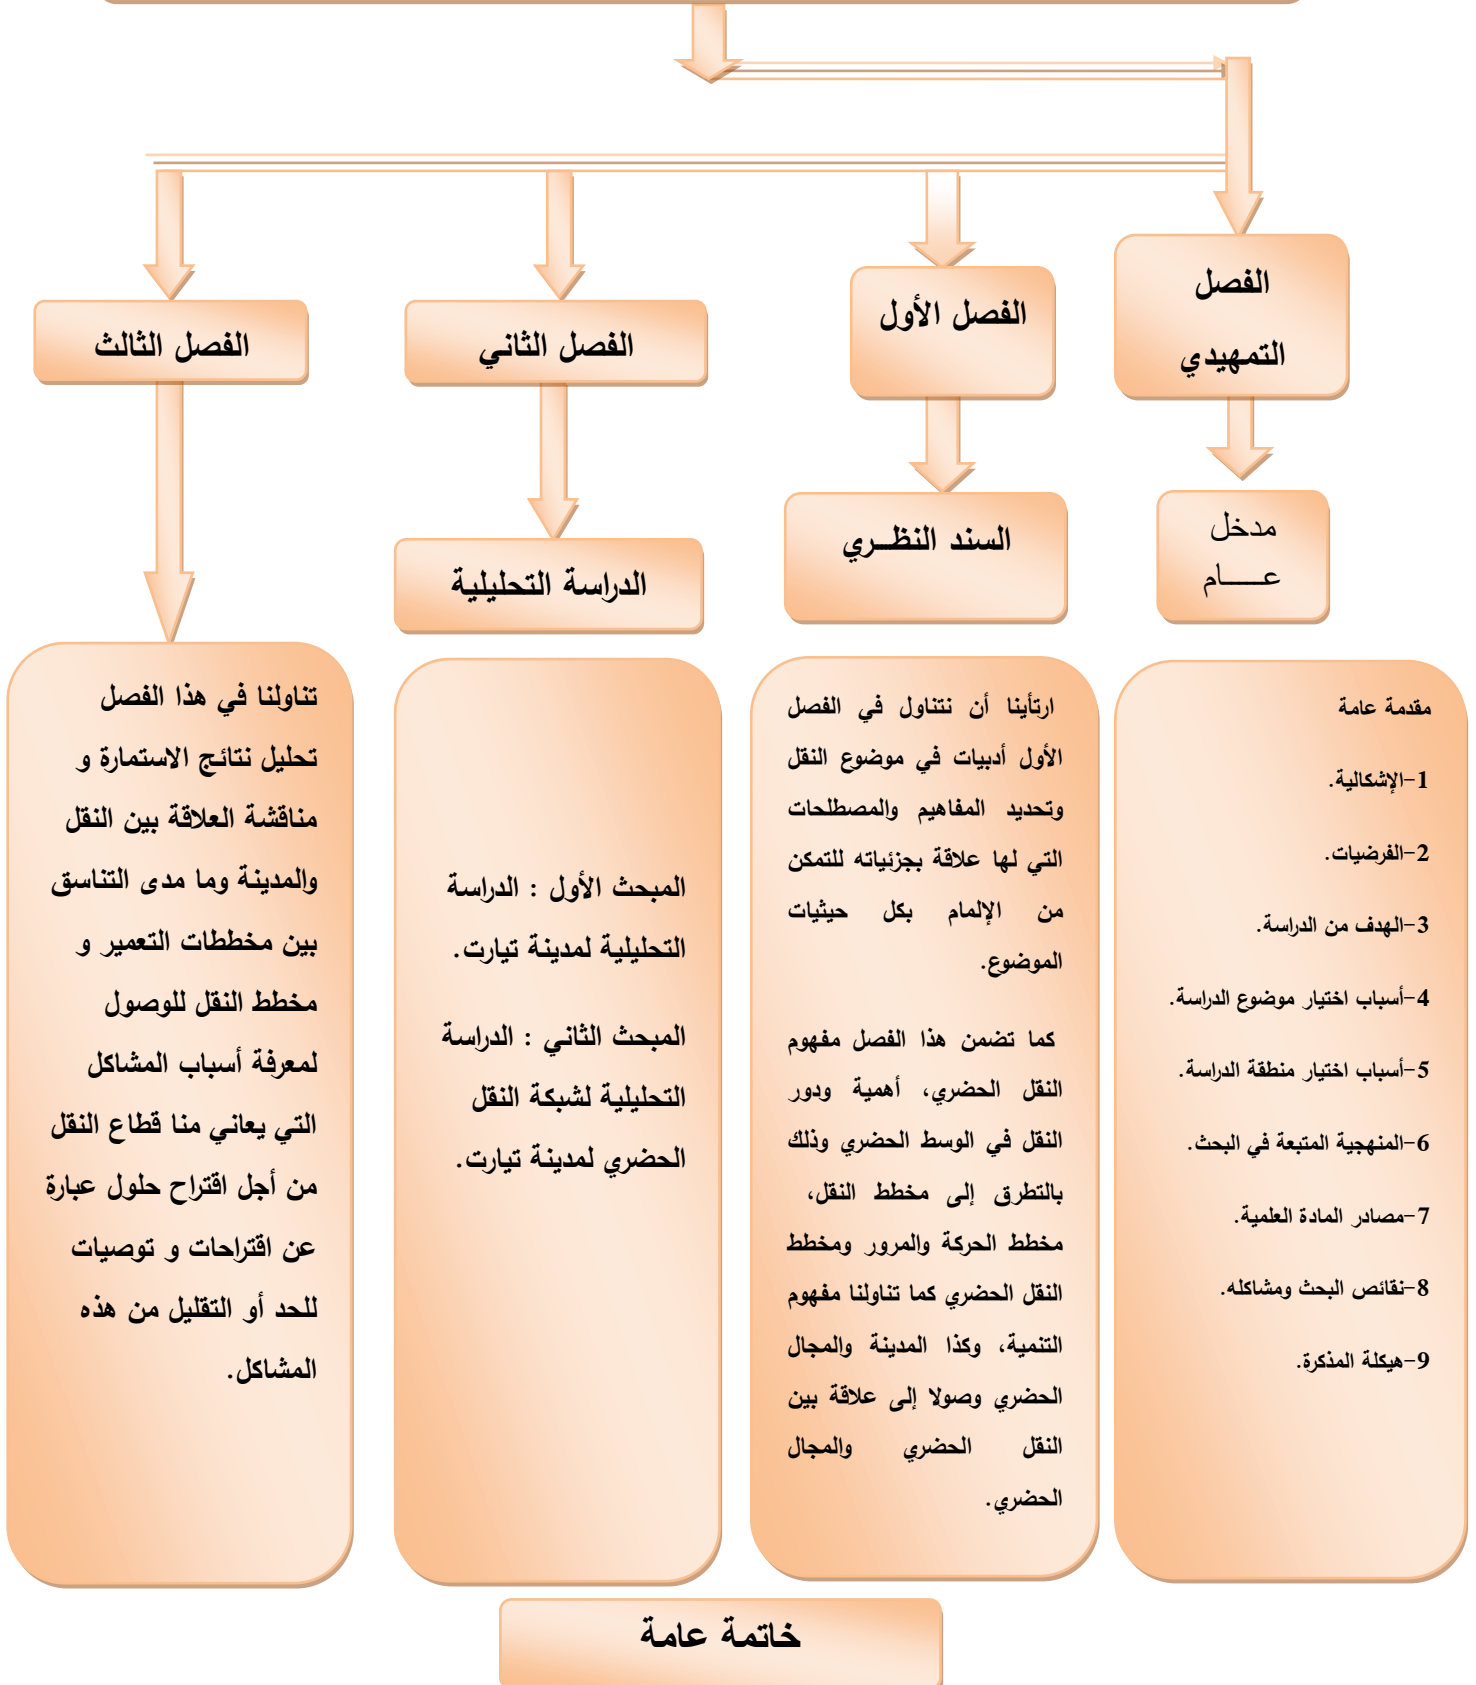 الفصل
التمهيدي
مدخل
عـــــام
مقدمة عامة
1-الإشكالية.
2-الفرضيات.
3-الهدف من الدراسة.
4-أسباب اختيار موضوع الدراسة.
5-أسباب اختيار منطقة الدراسة.
6-المنهجية المتبعة في البحث.
7-مصادر المادة العلمية.
8-نقائص البحث ومشاكله.
9-هيكلة المذكرة.
الفصل الأول
السند النظـــري
ارتأينا أن نتناول في الفصل
الأول أدبيات في موضوع النقل
وتحديد المفاهيم والمصطلحات
التي لها علاقة بجزئياته للتمكن
من الإلمام بكل حيثيات
الموضوع.
كما تضمن هذا الفصل مفهوم
النقل الحضري، أهمية ودور
النقل في الوسط الحضري وذلك
بالتطرق إلى مخطط النقل،
مخطط الحركة والمرور ومخطط
النقل الحضري كما تناولنا مفهوم
التنمية، وكذا المدينة والمجال
الحضري وصولا إلى علاقة بين
النقل الحضري والمجال
الحضري.
الفصل الثاني
الدراسة التحليلية
المبحث الأول : الدراسة
التحليلية لمدينة تيارت.
المبحث الثاني : الدراسة
التحليلية لشبكة النقل
الحضري لمدينة تيارت.
الفصل الثالث
تناولنا في هذا الفصل
تحليل نتائج الاستمارة و
مناقشة العلاقة بين النقل
والمدينة وما مدى التناسق
بين مخططات التعمير و
مخطط النقل للوصول
لمعرفة أسباب المشاكل
التي يعاني منا قطاع النقل
من أجل اقتراح حلول عبارة
عن اقتراحات و توصيات
للحد أو التقليل من هذه
المشاكل.
خاتمة عامة